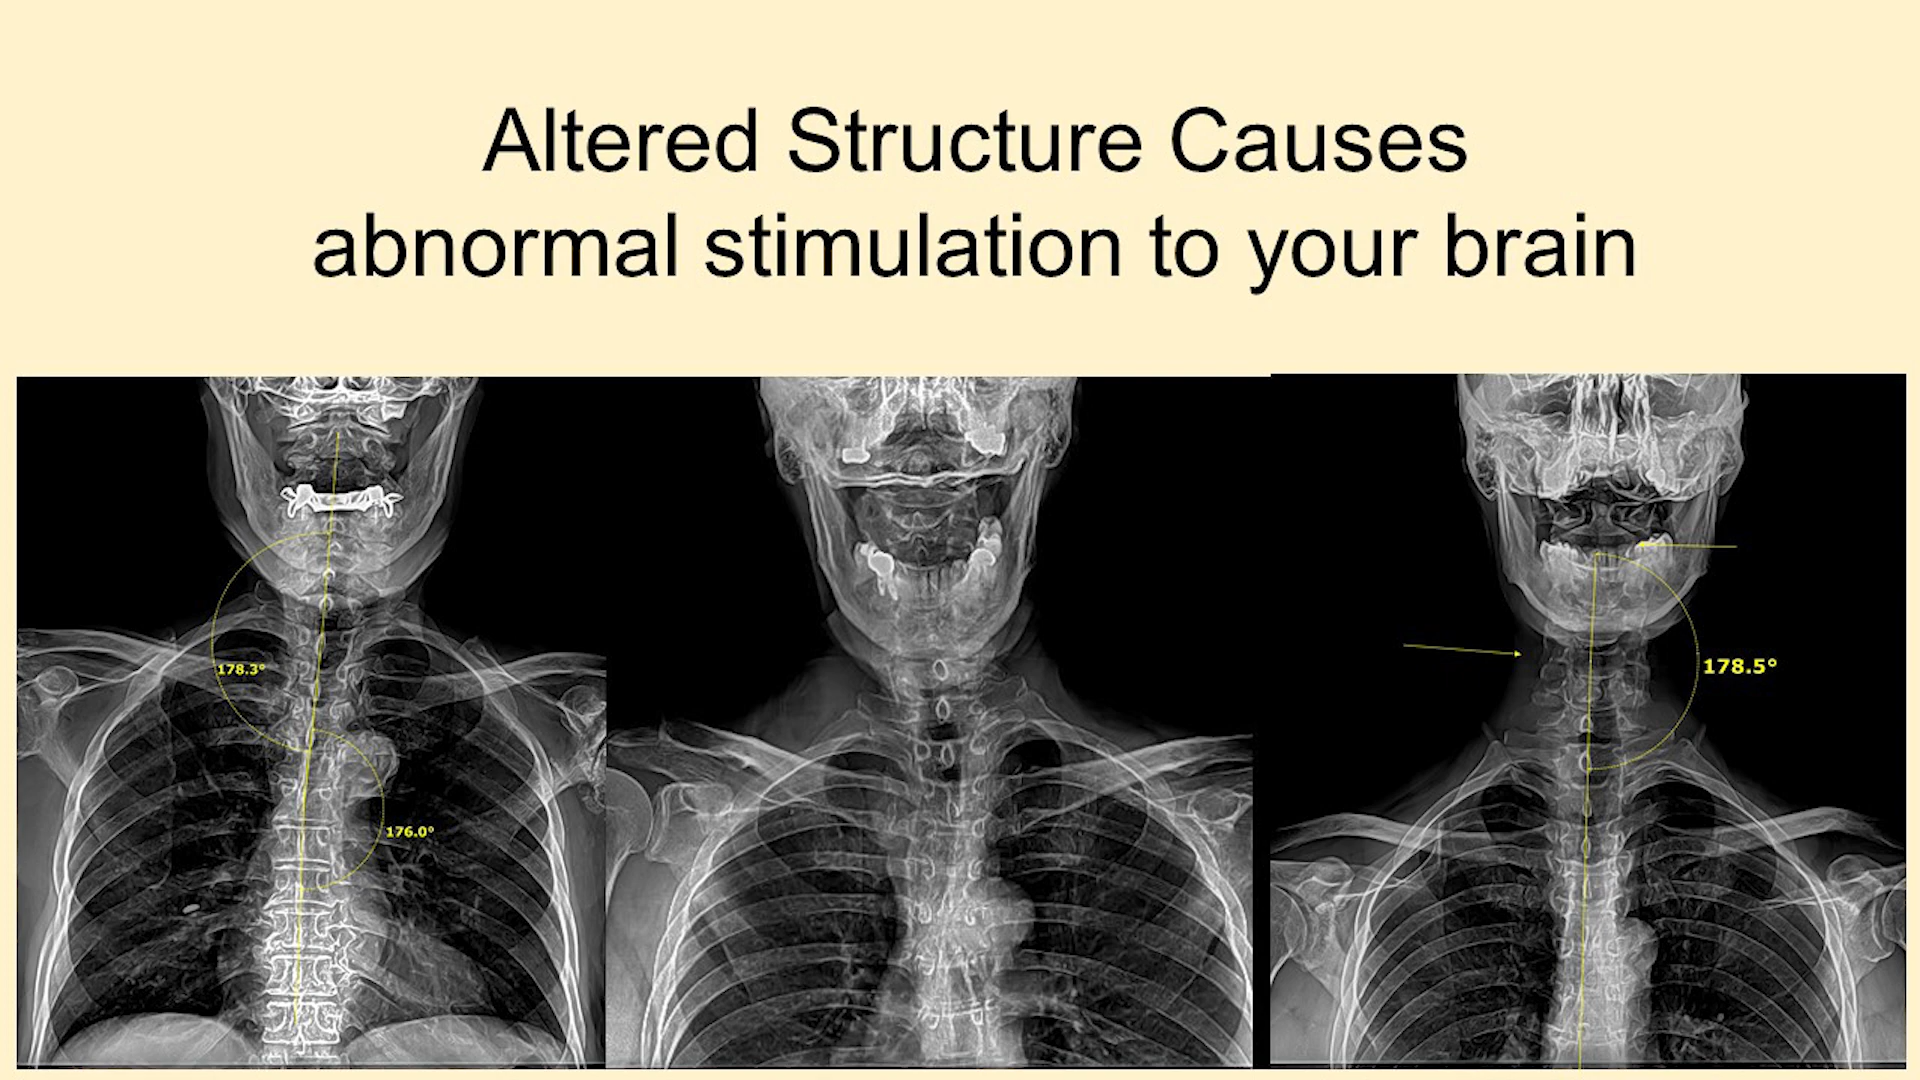 Altered Structure Causes
abnormal stimulation to your brain
178.3°
176.0°
178.5°